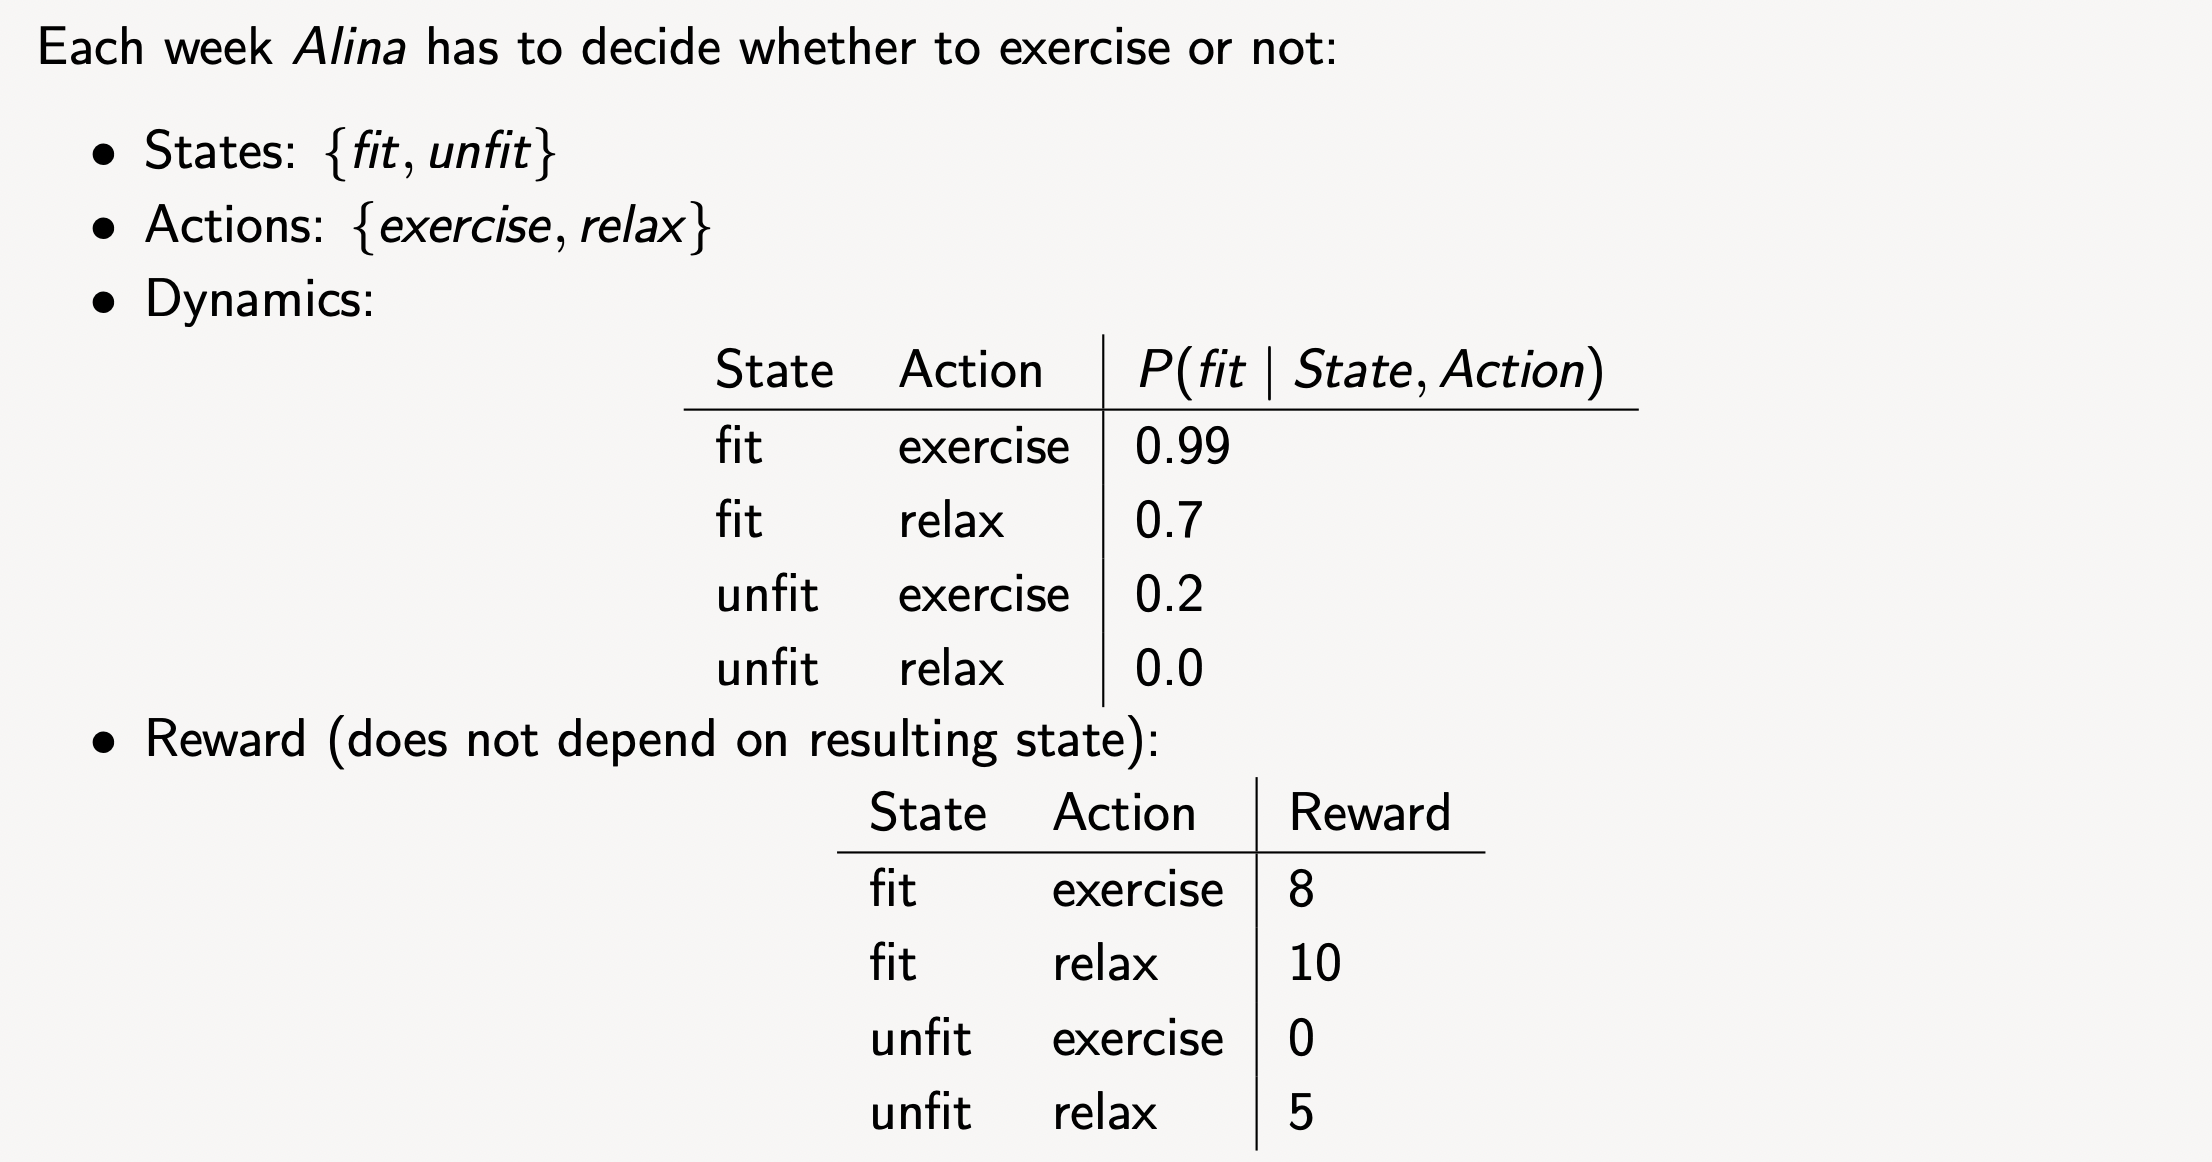 Each week Alina has to decide whether to exercise or not:
• States: {fit, unfit}
• Actions: {exercise, relax}
• Dynamics:
State Action P(fit | State, Action)
fit exercise 0.99
fit relax 0.7
unfit exercise 0.2
unfit relax 0.0
• Reward (does not depend on resulting state):
State Action Reward
fit exercise 8
fit relax 10
unfit exercise 0
unfit relax 5